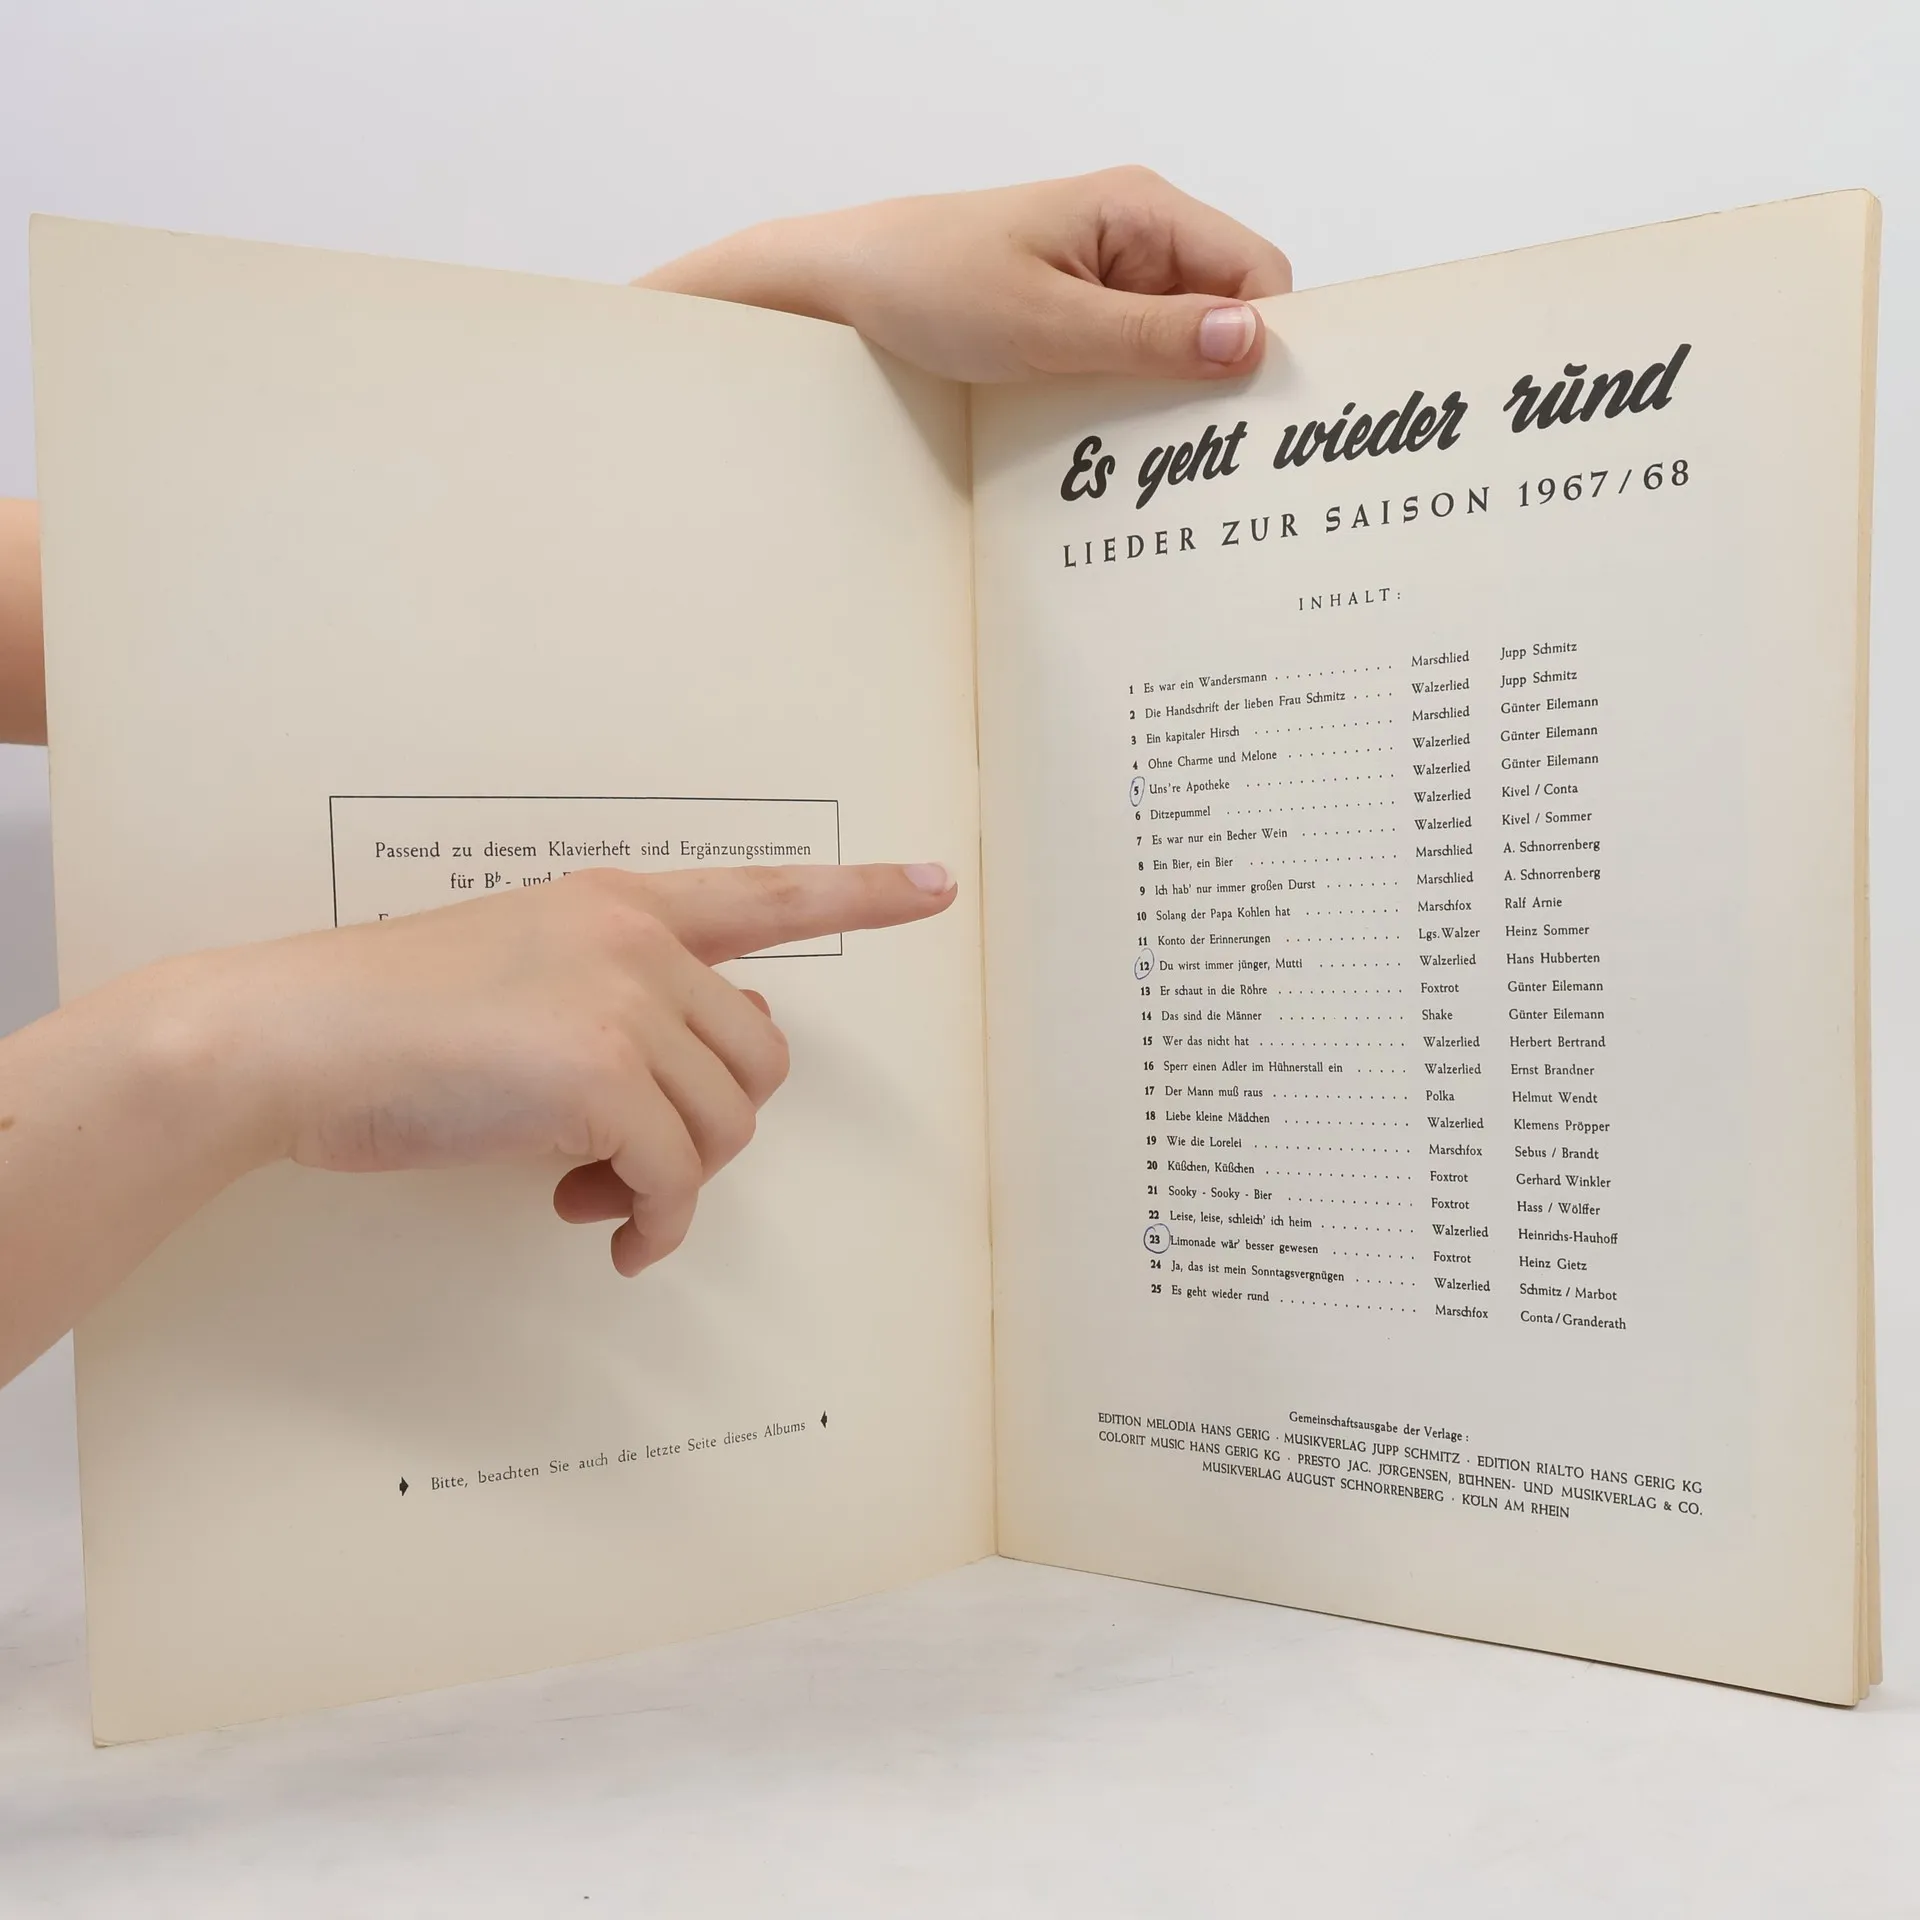 Passend zu diesem Klavierheft sind Ergänzungsstimmen
für Bb- und
Bitte, beachten Sie auch die letzte Seite dieses Albums
Es geht wieder rund
LIEDER ZUR SAISON 1967/68
INHALT:
1 Es war ein Wandersmann . . . . . . . . . . . Marschlied Jupp Schmitz
2 Die Handschrift der lieben Frau Schmitz . . . . Walzerlied Jupp Schmitz
3 Ein kapitaler Hirsch . . . . . . . . . . . . . Marschlied Günter Eilemann
4 Ohne Charme und Melone . . . . . . . . . . Walzerlied Günter Eilemann
5 Uns're Apotheke . . . . . . . . . . . . . . Walzerlied Günter Eilemann
6 Ditzepummel . . . . . . . . . . . . . . . . Walzerlied Kivel / Conta
7 Es war nur ein Becher Wein . . . . . . . . . Walzerlied Kivel / Sommer
8 Ein Bier, ein Bier . . . . . . . . . . . . . . Marschlied A. Schnorrenberg
9 Ich hab' nur immer großen Durst . . . . . . . Marschlied A. Schnorrenberg
10 Solang der Papa Kohlen hat . . . . . . . . . Marschfox Ralf Arnie
11 Konto der Erinnerungen . . . . . . . . . . . Lgs. Walzer Heinz Sommer
12 Du wirst immer jünger, Mutti . . . . . . . . Walzerlied Hans Hubberten
13 Er schaut in die Röhre . . . . . . . . . . . . Foxtrot Günter Eilemann
14 Das sind die Männer . . . . . . . . . . . . Shake Günter Eilemann
15 Wer das nicht hat . . . . . . . . . . . . . . Walzerlied Herbert Bertrand
16 Sperr einen Adler im Hühnerstall ein . . . . . Walzerlied Ernst Brandner
17 Der Mann muß raus . . . . . . . . . . . . . Polka Helmut Wendt
18 Liebe kleine Mädchen . . . . . . . . . . . . Walzerlied Klemens Pröpper
19 Wie die Lorelei . . . . . . . . . . . . . . . Marschfox Sebus / Brandt
20 Küßchen, Küßchen . . . . . . . . . . . . . . Foxtrot Gerhard Winkler
21 Sooky - Sooky - Bier . . . . . . . . . . . . Foxtrot Hass / Wölffer
22 Leise, leise, schleich' ich heim . . . . . . . . . Walzerlied Heinrichs-Hauhoff
23 Limonade wär' besser gewesen . . . . . . . . Foxtrot Heinz Gietz
24 Ja, das ist mein Sonntagsvergnügen . . . . . . Walzerlied Schmitz / Marbot
25 Es geht wieder rund . . . . . . . . . . . . . Marschfox Conta / Granderath
Gemeinschaftsausgabe der Verlage :
EDITION MELODIA HANS GERIG · MUSIKVERLAG JUPP SCHMITZ · EDITION RIALTO HANS GERIG KG
COLORIT MUSIC HANS GERIG KG · PRESTO JAC. JÖRGENSEN, BÜHNEN- UND MUSIKVERLAG & CO.
MUSIKVERLAG AUGUST SCHNORRENBERG · KÖLN AM RHEIN